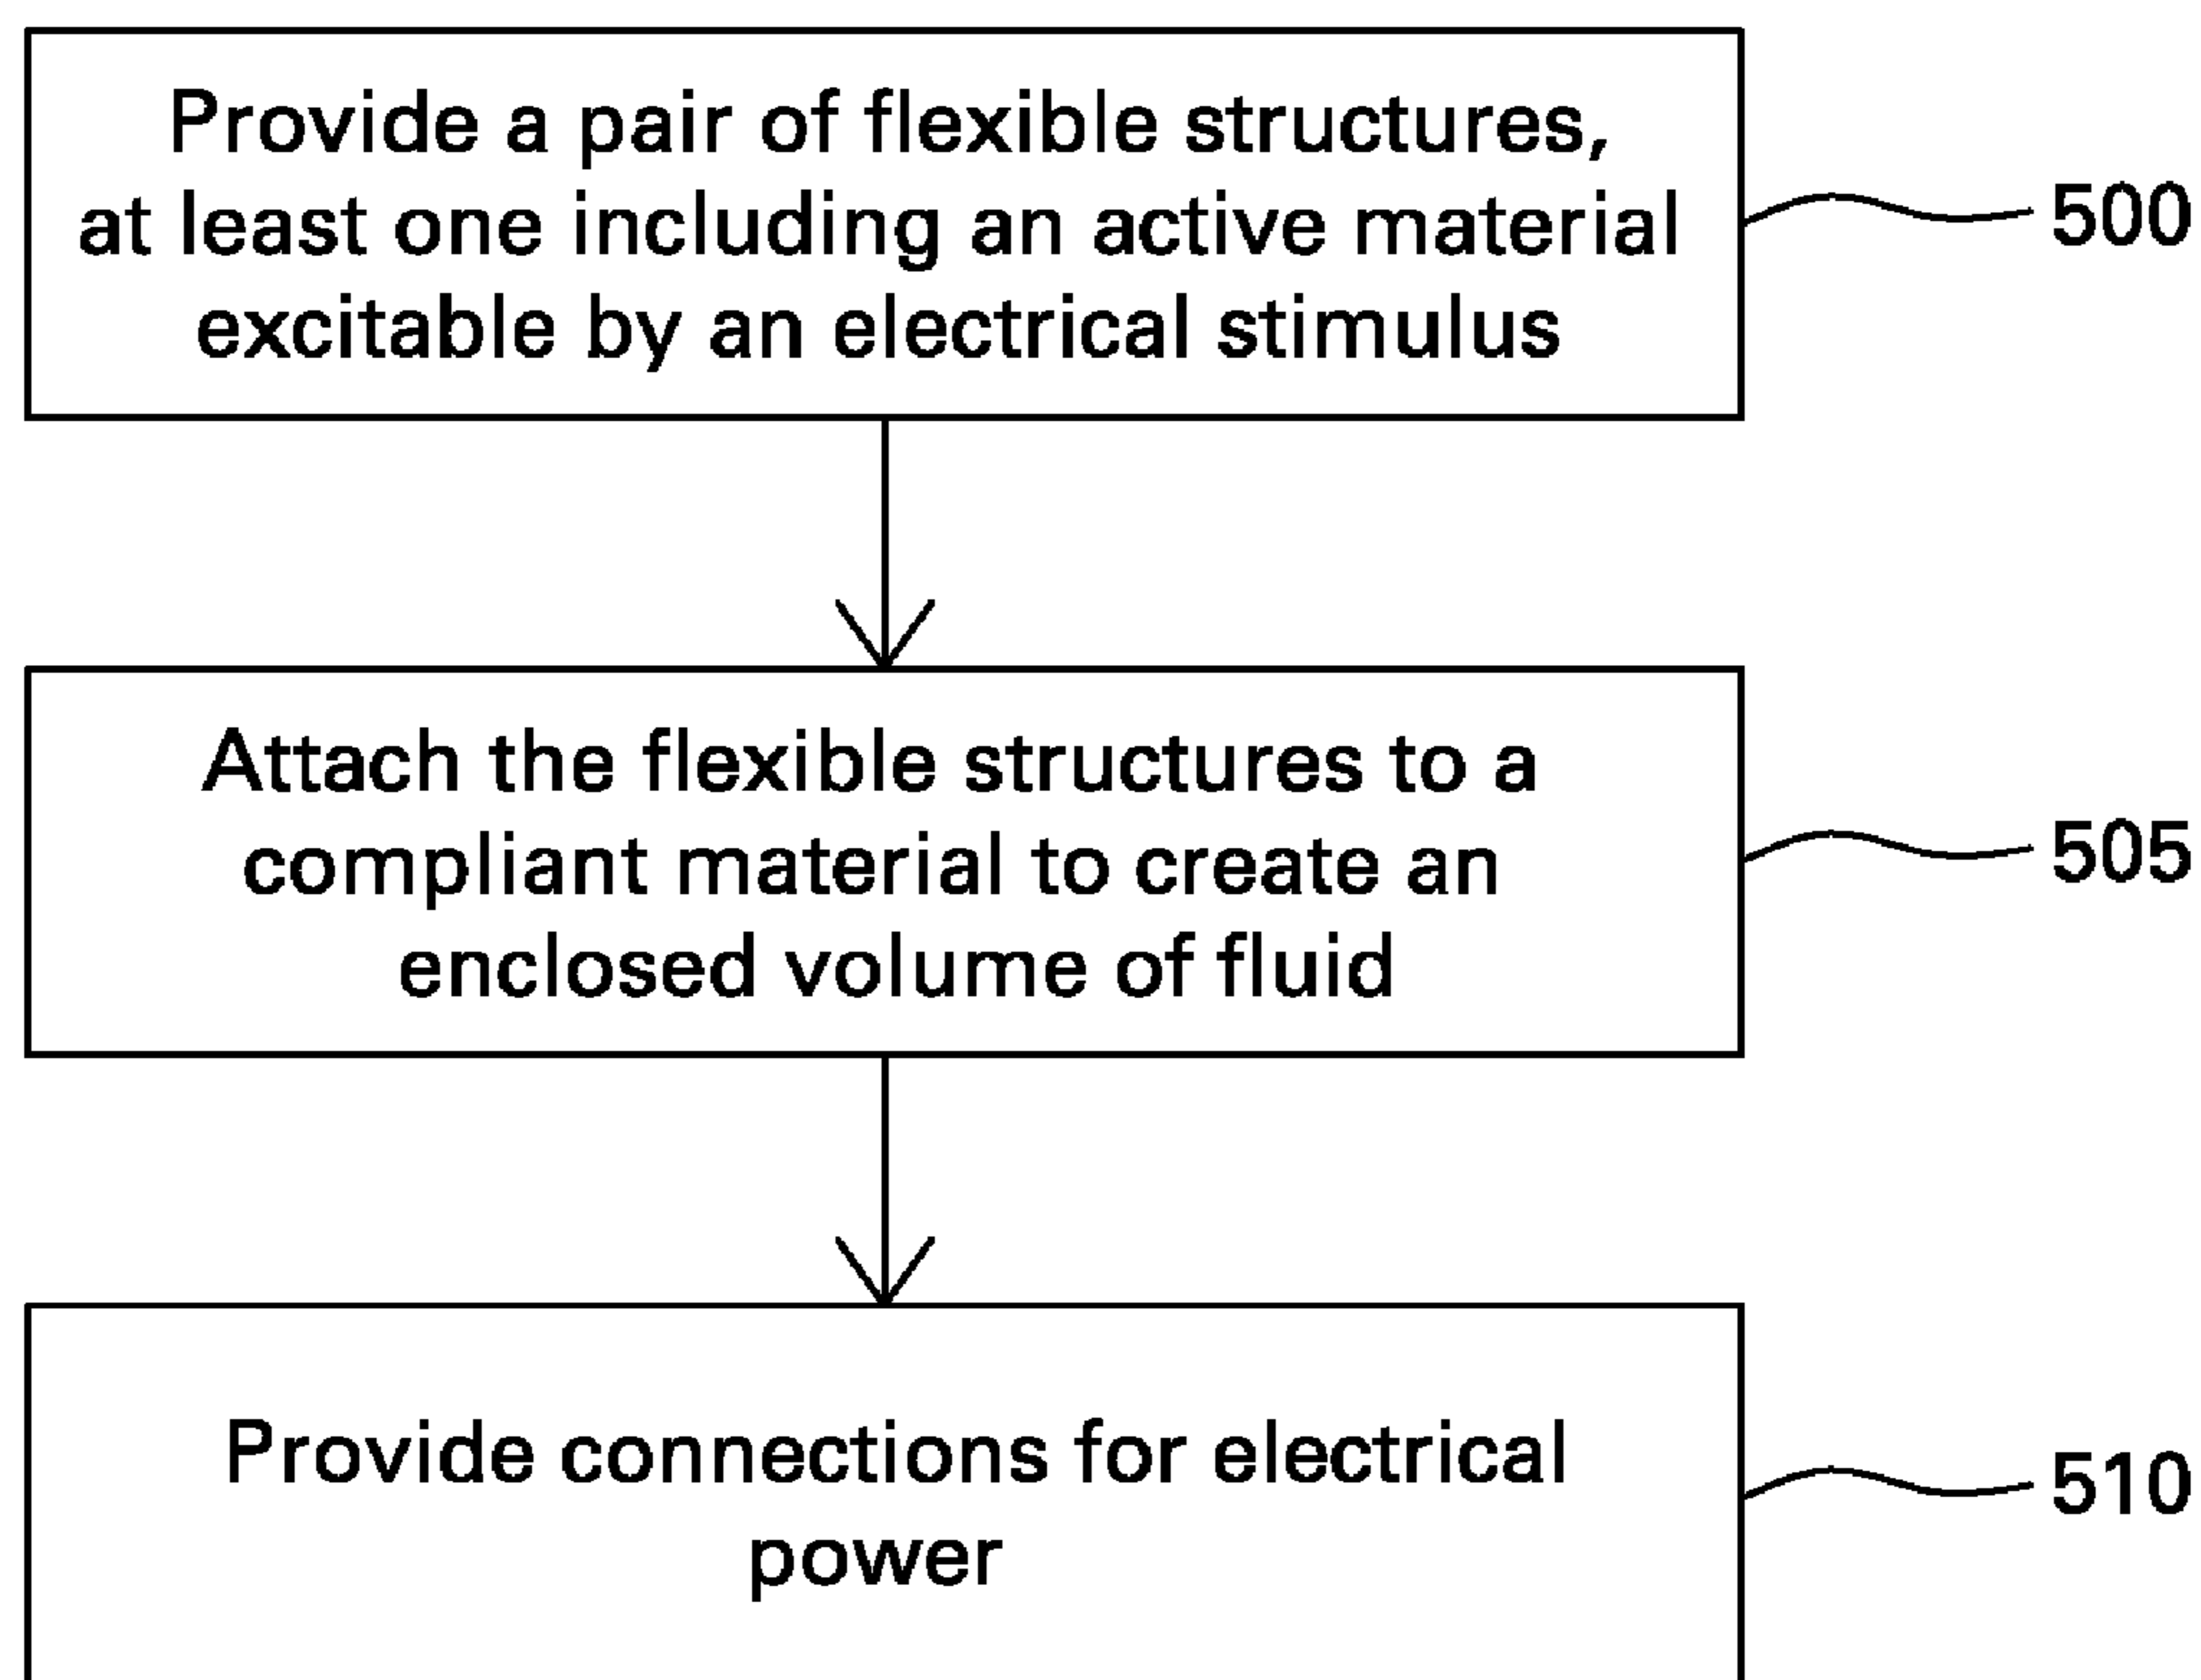 Provide a pair of flexible structures,
at least one including an active material
excitable by an electrical stimulus
500
Attach the flexible structures to a
compliant material to create an
enclosed volume of fluid
505
Provide connections for electrical
power
510